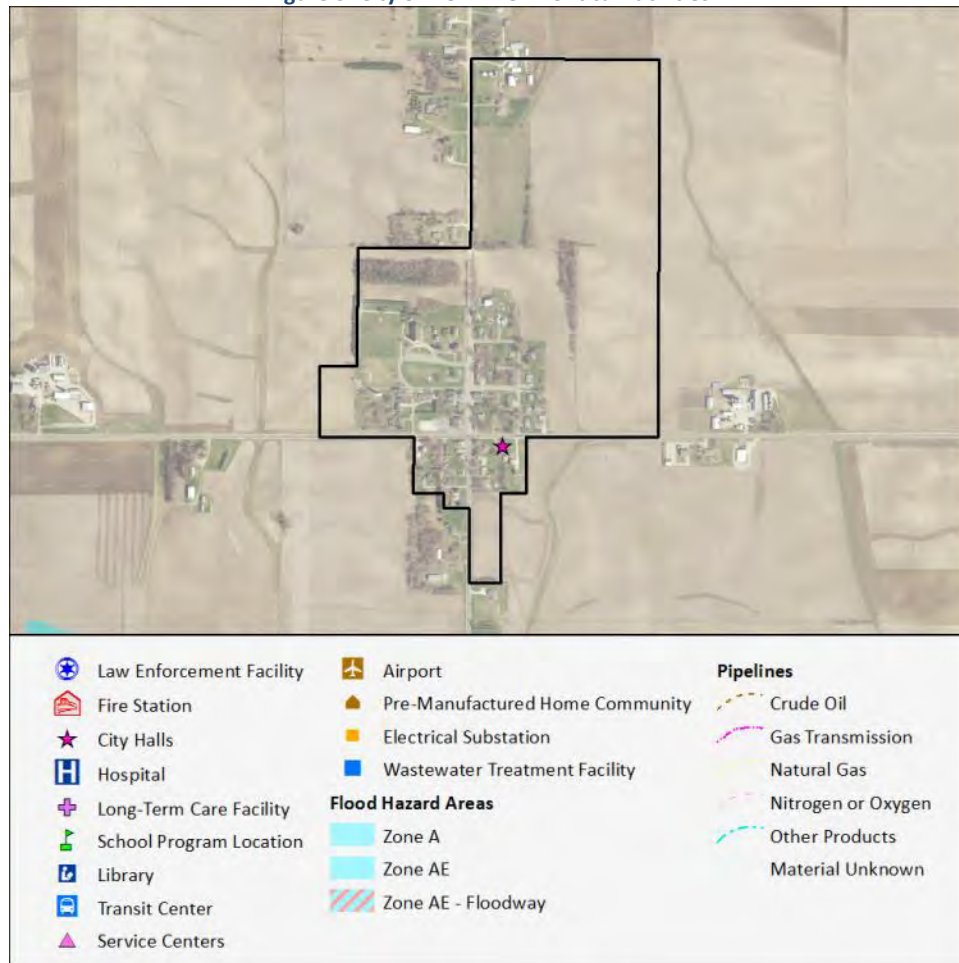 Law Enforcement Facility
Fire Station
City Halls
Hospital
Long-Term Care Facility
School Program Location
Library
Transit Center
Service Centers
Airport
Pre-Manufactured Home Community
Electrical Substation
Wastewater Treatment Facility
Flood Hazard Areas
Zone A
Zone AE
Zone AE - Floodway
Pipelines
Crude Oil
Gas Transmission
Natural Gas
Nitrogen or Oxygen
Other Products
Material Unknown